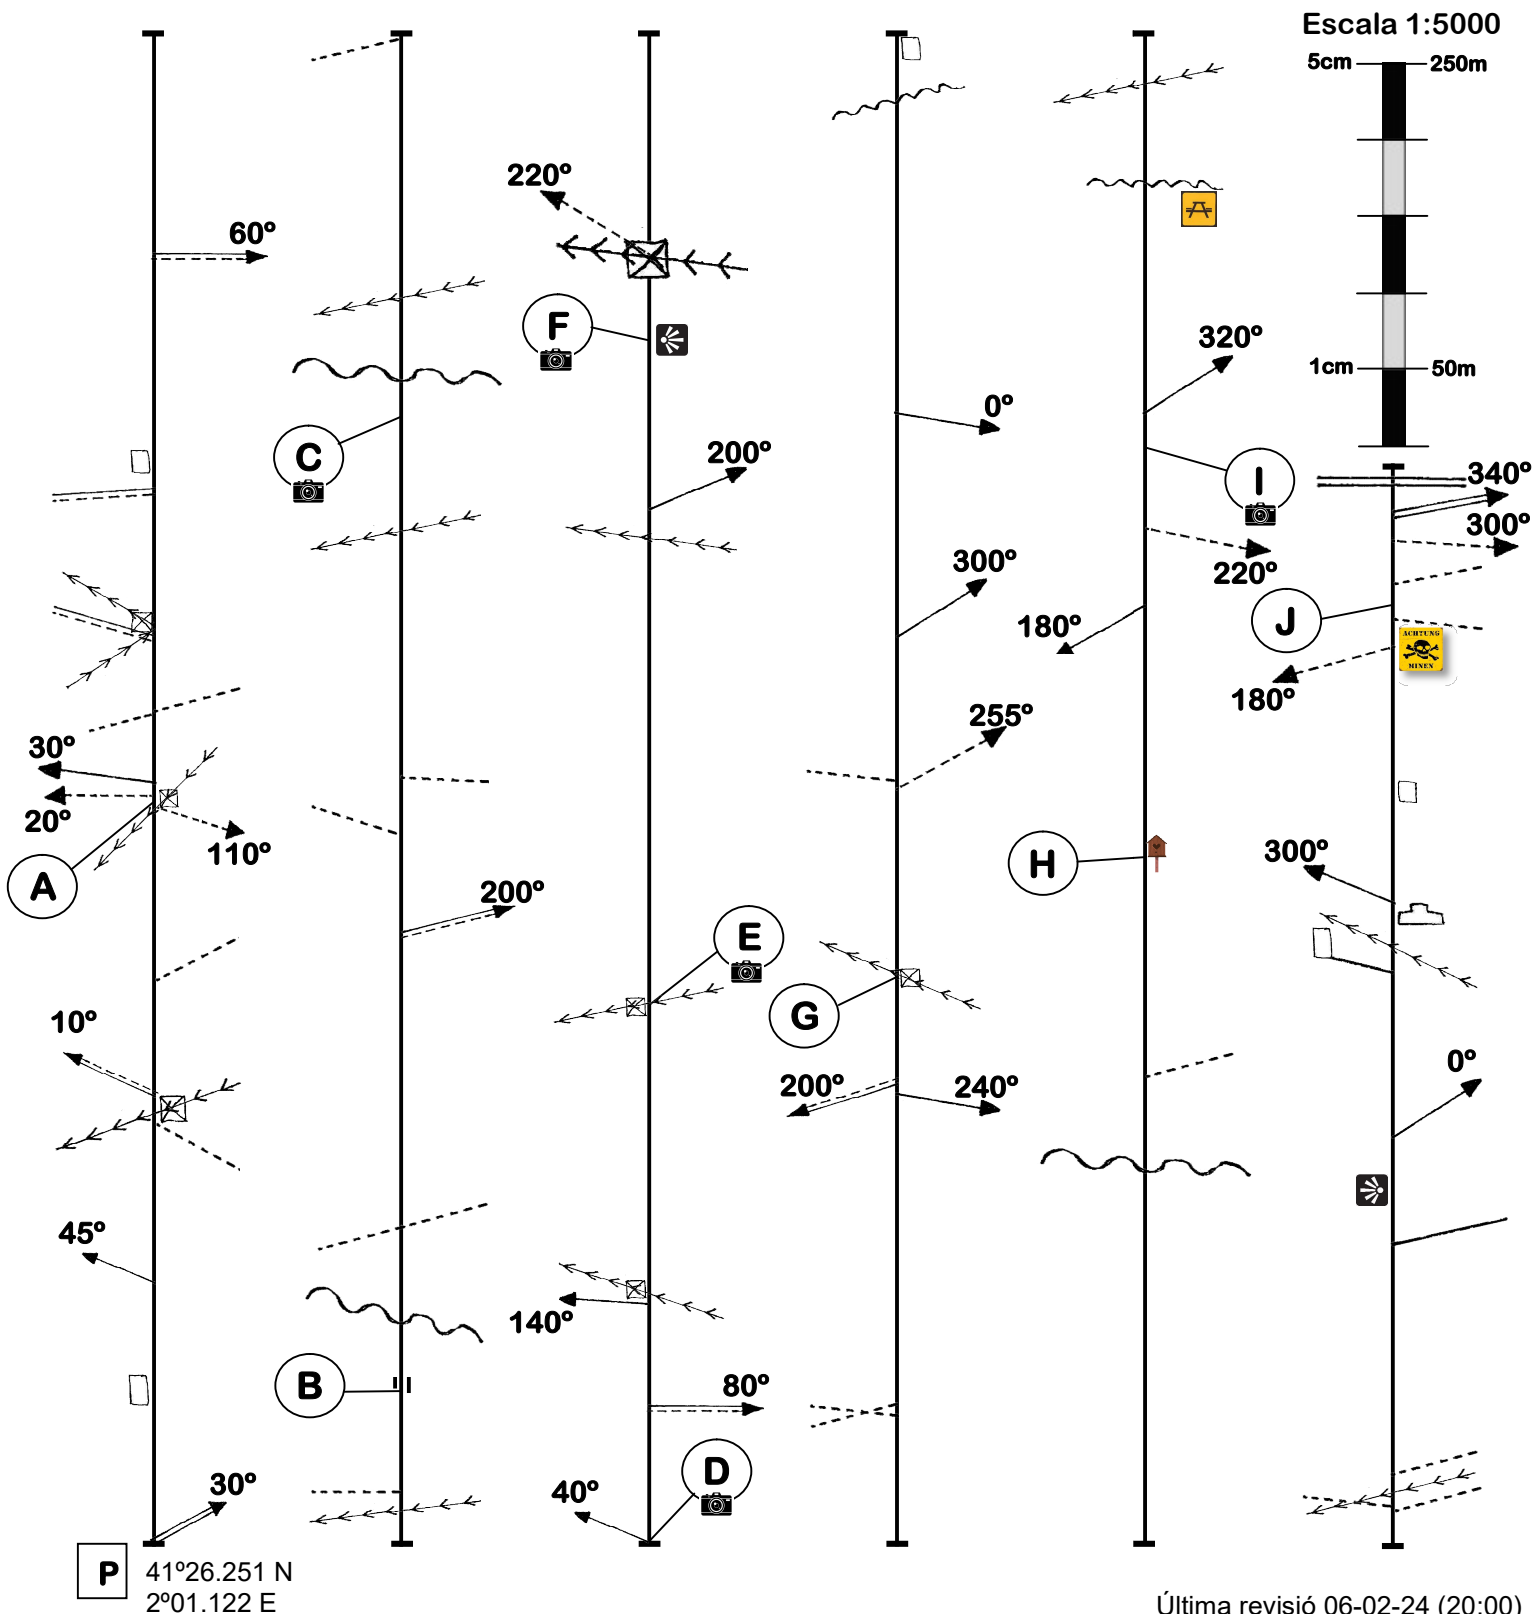 Escala 1:5000
5cm
250m
220º
60º
F
320º
1cm
50m
0º
C
200º
I
340º
300º
300º
220º
180º
J
ACHTUNG
MINEN
180º
255º
30º
20º
110º
A
H
300º
200º
E
G
10º
0º
200º
240º
45º
140º
B
80º
D
30º
40º
P
41º26.251 N
2º01.122 E
Última revisió 06-02-24 (20:00)